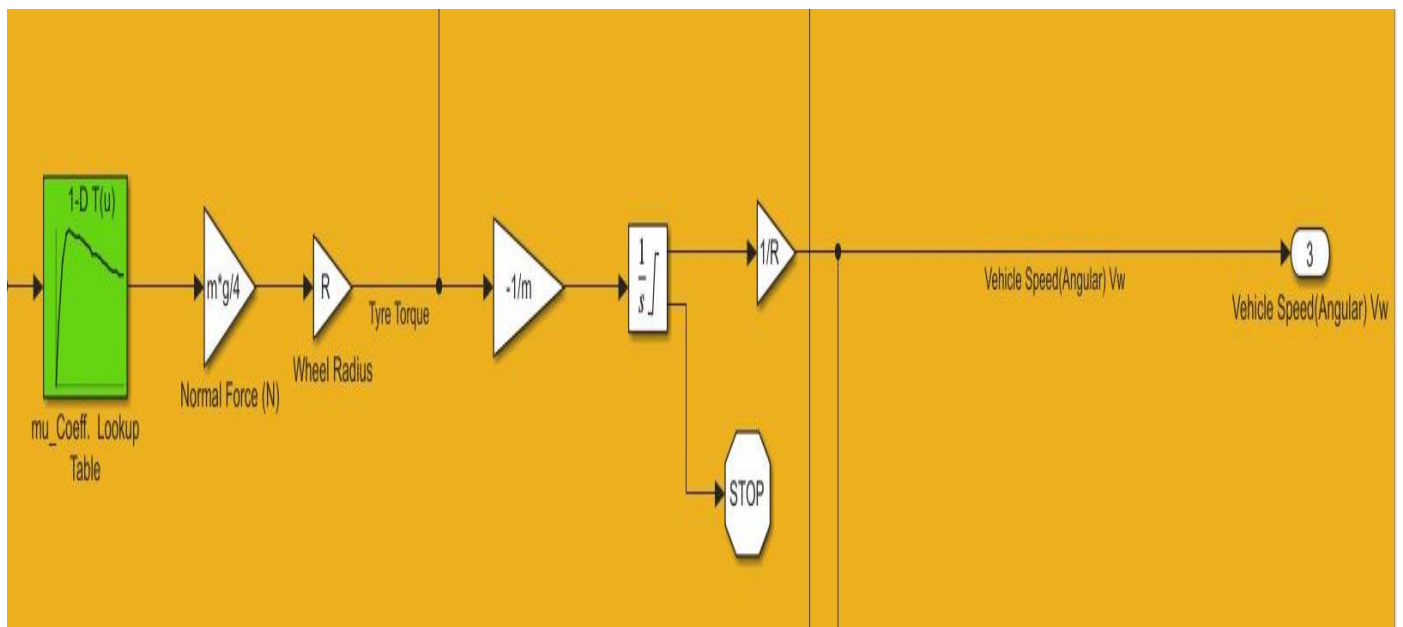 1-D T(u)
mu_Coeff. Lookup
Table
m*g/4
Normal Force (N)
R
Wheel Radius
Tyre Torque
-1/m
1
s
STOP
1/R
Vehicle Speed(Angular) Vw
3
Vehicle Speed(Angular) Vw